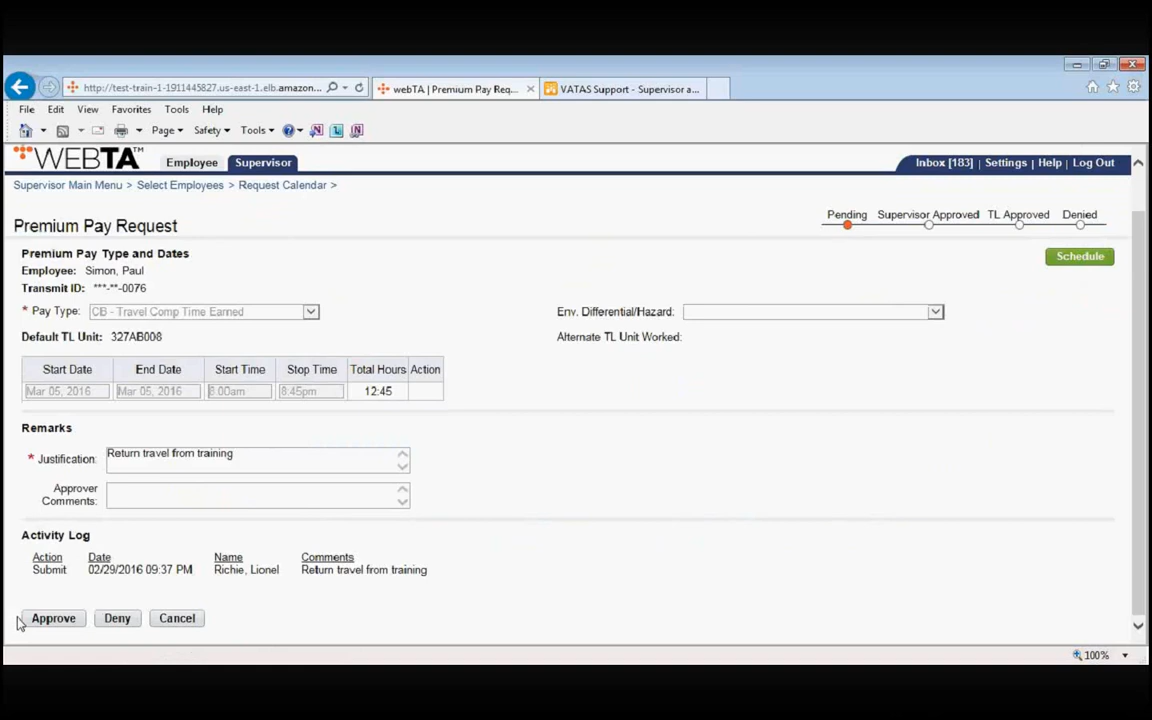 http://test-train-1-1911445827.us-east-1.elb.amazon...
webTA | Premium Pay Req...
VATAS Support - Supervisor a...
File Edit View Favorites Tools Help
Page Safety Tools
WEBTA™ Employee Supervisor Inbox [183] | Settings | Help | Log Out
Supervisor Main Menu > Select Employees > Request Calendar >
Pending Supervisor Approved TL Approved Denied
Premium Pay Request
Premium Pay Type and Dates
Schedule
Employee: Simon, Paul
Transmit ID: ***-**-0076
* Pay Type: CB - Travel Comp Time Earned Env. Differential/Hazard:
Default TL Unit: 327AB008 Alternate TL Unit Worked:
Start Date End Date Start Time Stop Time Total Hours Action
Mar 05, 2016 Mar 05, 2016 8:00am 8:45pm 12:45
Remarks
* Justification: Return travel from training
Approver
Comments:
Activity Log
Action Date Name Comments
Submit 02/29/2016 09:37 PM Richie, Lionel Return travel from training
Approve Deny Cancel
100%